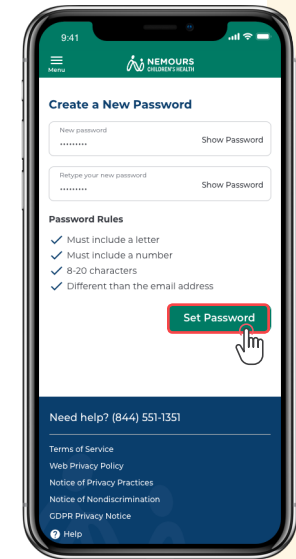 9:41
Menu
NEMOURS
CHILDREN'S HEALTH
Create a New Password
New password
Show Password
Retype your new password
Show Password
Password Rules
Must include a letter
Must include a number
8-20 characters
Different than the email address
Set Password
Need help? (844) 551-1351
Terms of Service
Web Privacy Policy
Notice of Privacy Practices
Notice of Nondiscrimination
GDPR Privacy Notice
? Help